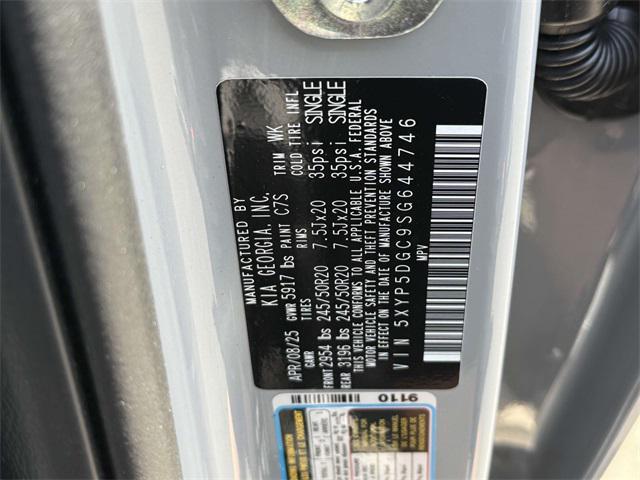 MANUFACTURED BY
KIA GEORGIA, INC.
APR/08/25 GVWR 5917 lbs PAINT C7S TRIM WK
GAWR TIRES RIMS COLD TIRE INFL
FRONT 2954 lbs 245/50R20 7.5Jx20 35psi SINGLE
REAR 3196 lbs 245/50R20 7.5Jx20 35psi SINGLE
THIS VEHICLE CONFORMS TO ALL APPLICABLE U.S.A. FEDERAL
MOTOR VEHICLE SAFETY AND THEFT PREVENTION STANDARDS
IN EFFECT ON THE DATE OF MANUFACTURE SHOWN ABOVE
VIN 5XYP5DGC9SG644746
MPV
9110